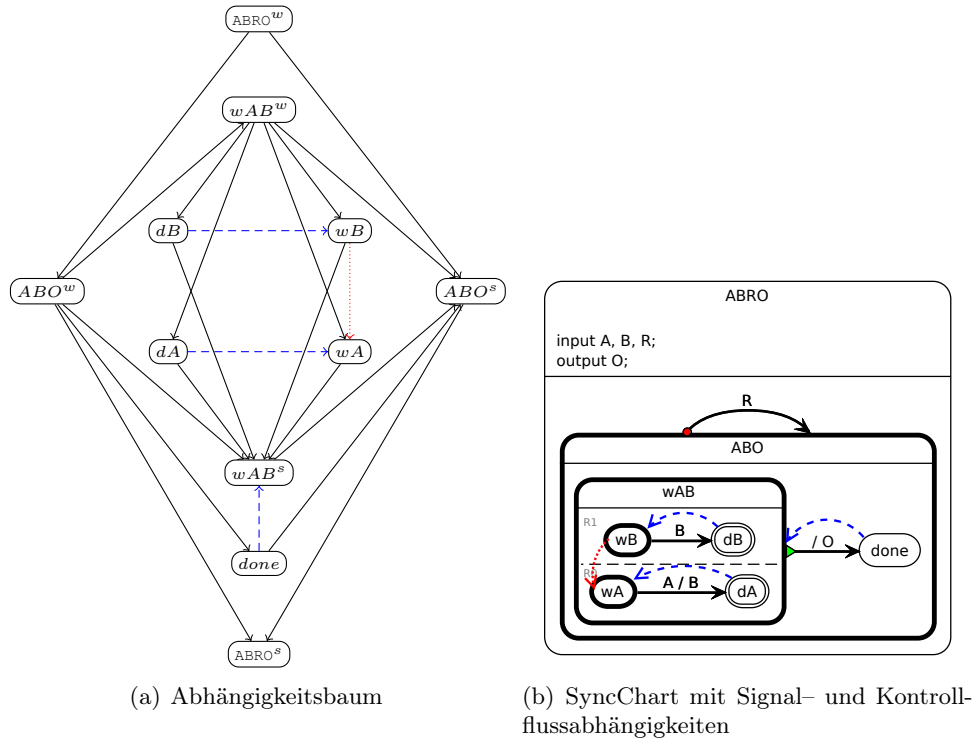 ABRO^w
wAB^w
dB
wB
ABO^w
ABO^s
dA
wA
wAB^s
done
ABRO^s
(a) Abhängigkeitsbaum
ABRO
input A, B, R;
output O;
R
ABO
wAB
R1
wB
B
dB
/ O
done
wA
A / B
dA
(b) SyncChart mit Signal– und Kontroll-
flussabhängigkeiten